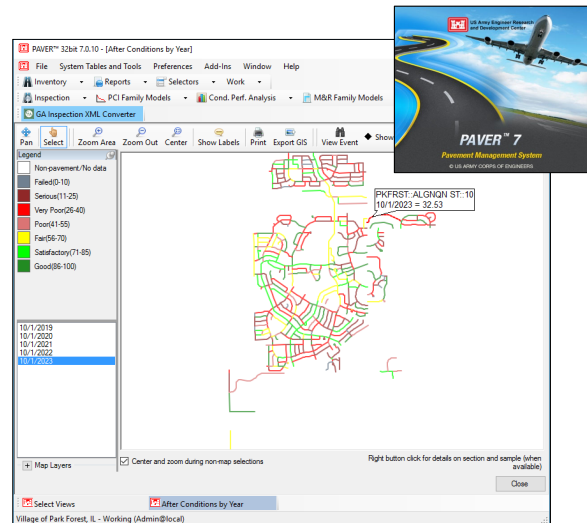 US Army Engineer Research
and Development Center
PAVER™ 7
Pavement Management System
© US ARMY CORPS OF ENGINEERS
PAVER™ 32bit 7.0.10 - [After Conditions by Year]
File System Tables and Tools Preferences Add-Ins Window Help
Inventory Reports Selectors Work
Inspection PCI Family Models Cond. Perf. Analysis M&R Family Models
GA Inspection XML Converter
Pan Select Zoom Area Zoom Out Center Show Labels Print Export GIS View Event Show
Legend
Non-pavement/No data
Failed(0-10)
Serious(11-25)
Very Poor(26-40)
Poor(41-55)
Fair(56-70)
Satisfactory(71-85)
Good(86-100)
PKFRST::ALGNQN ST::10
10/1/2023 = 32.53
10/1/2019
10/1/2020
10/1/2021
10/1/2022
10/1/2023
Map Layers
Center and zoom during non-map selections
Right button click for details on section and sample (when
available)
Close
Select Views After Conditions by Year
Village of Park Forest, IL - Working (Admin@local)